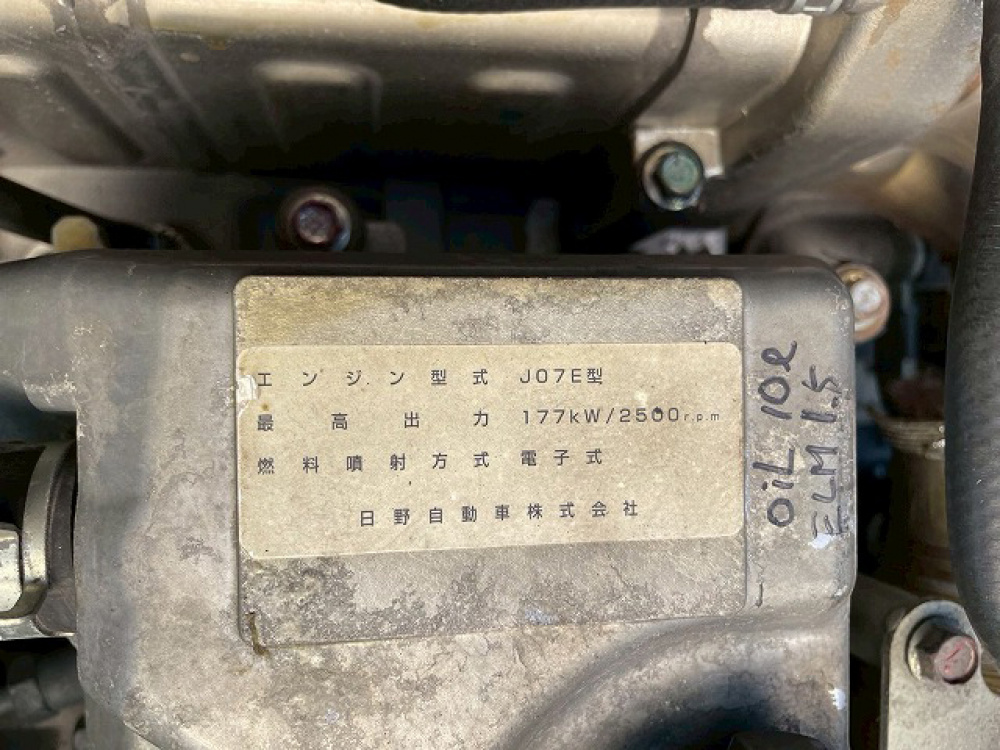 エンジン型式 J07E型
最高出力 177kW/2500r.p.m
燃料噴射方式 電子式
日野自動車株式会社
OiL 10ℓ
ELM 1.5